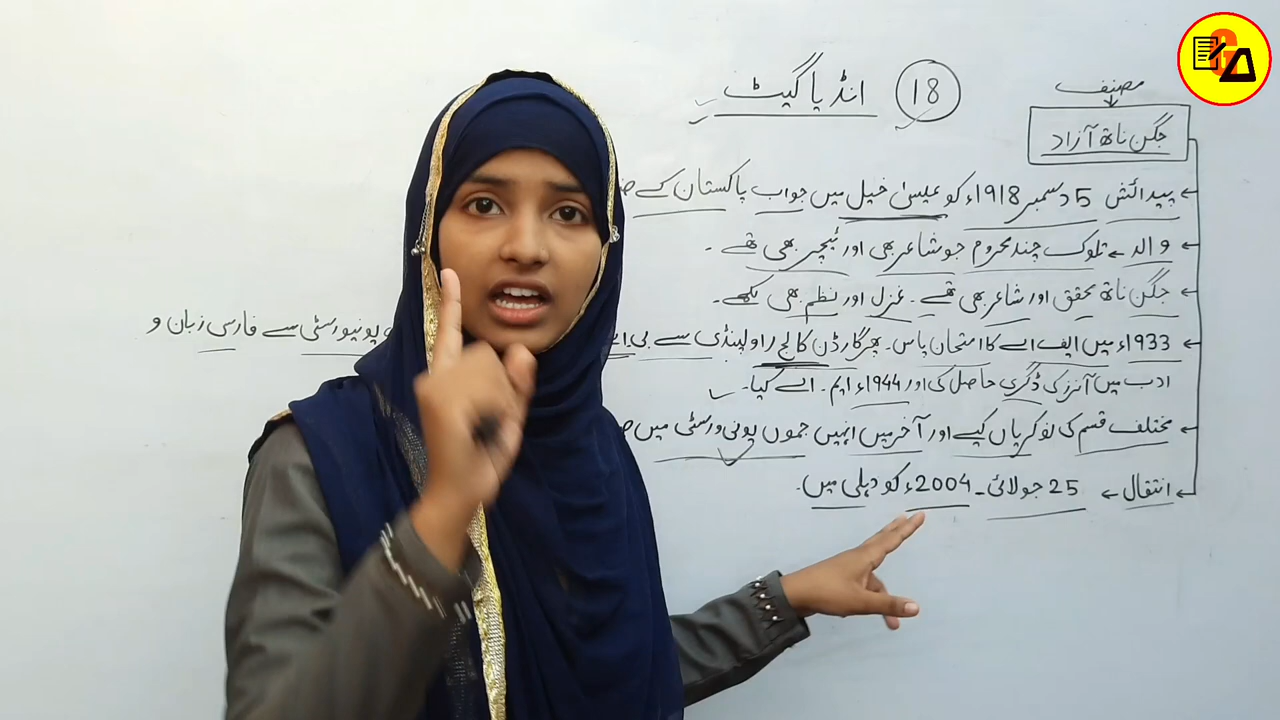 18 انڈیا گیٹ
مصنف
جگن ناتھ آزاد
پیدائش 5 دسمبر 1918ء کو عیسیٰ خیل میں جواب پاکستان کے
والد ← تلوک چند محروم جو شاعر بھی اور ٹیچر بھی تھے۔
جگن ناتھ محقق اور شاعر بھی تھے۔ غزل اور نظم بھی لکھے۔
1933ء میں ایف اے کا امتحان پاس۔ پھر گارڈن کالج راولپنڈی سے بی اے یونیورسٹی سے فارسی زبان و
ادب میں آنرز کی ڈگری حاصل کی اور 1944ء ایم۔ اے کیا۔
مختلف قسم کی نوکریاں کیے اور آخر میں انہیں جموں یونیورسٹی میں
انتقال ← 25 جولائی۔ 2004ء کو دہلی میں۔